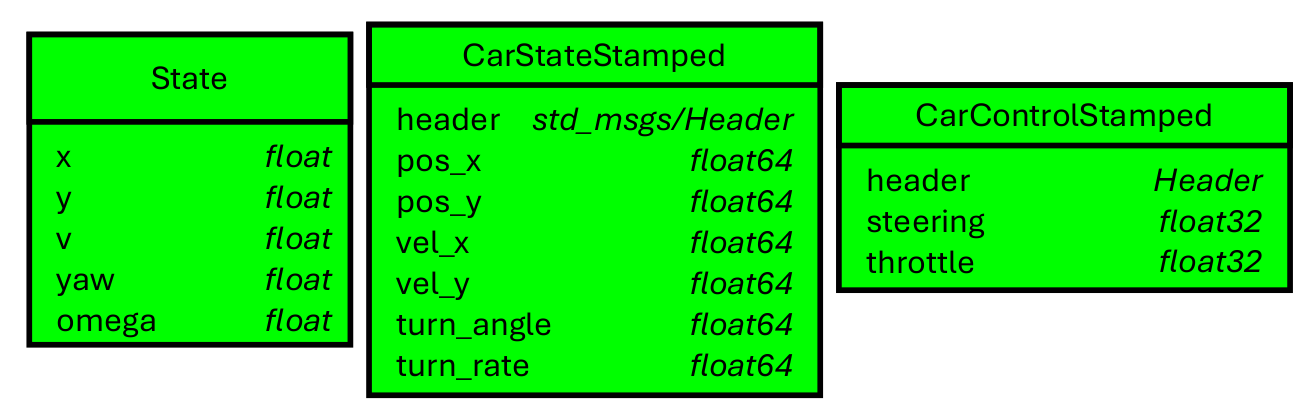 State
x float
y float
v float
yaw float
omega float
CarStateStamped
header std_msgs/Header
pos_x float64
pos_y float64
vel_x float64
vel_y float64
turn_angle float64
turn_rate float64
CarControlStamped
header Header
steering float32
throttle float32